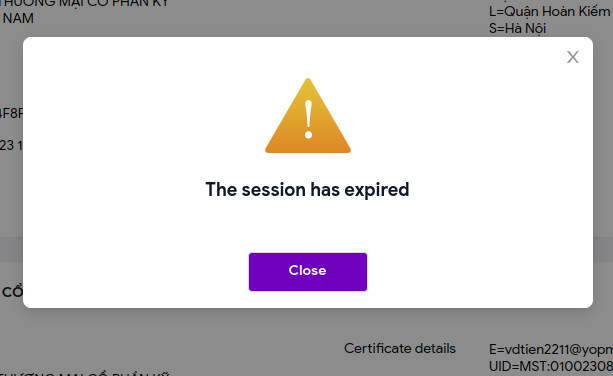 THƯƠNG MẠI CỔ PHẦN KỸ
NAM
L=Quận Hoàn Kiếm
S=Hà Nội
4F8F
23 1
The session has expired
Close
CỔ
Certificate details
E=vdtien2211@yopm
UID=MST:01002308
THƯƠNG MẠI CỔ PHẦN KỸ